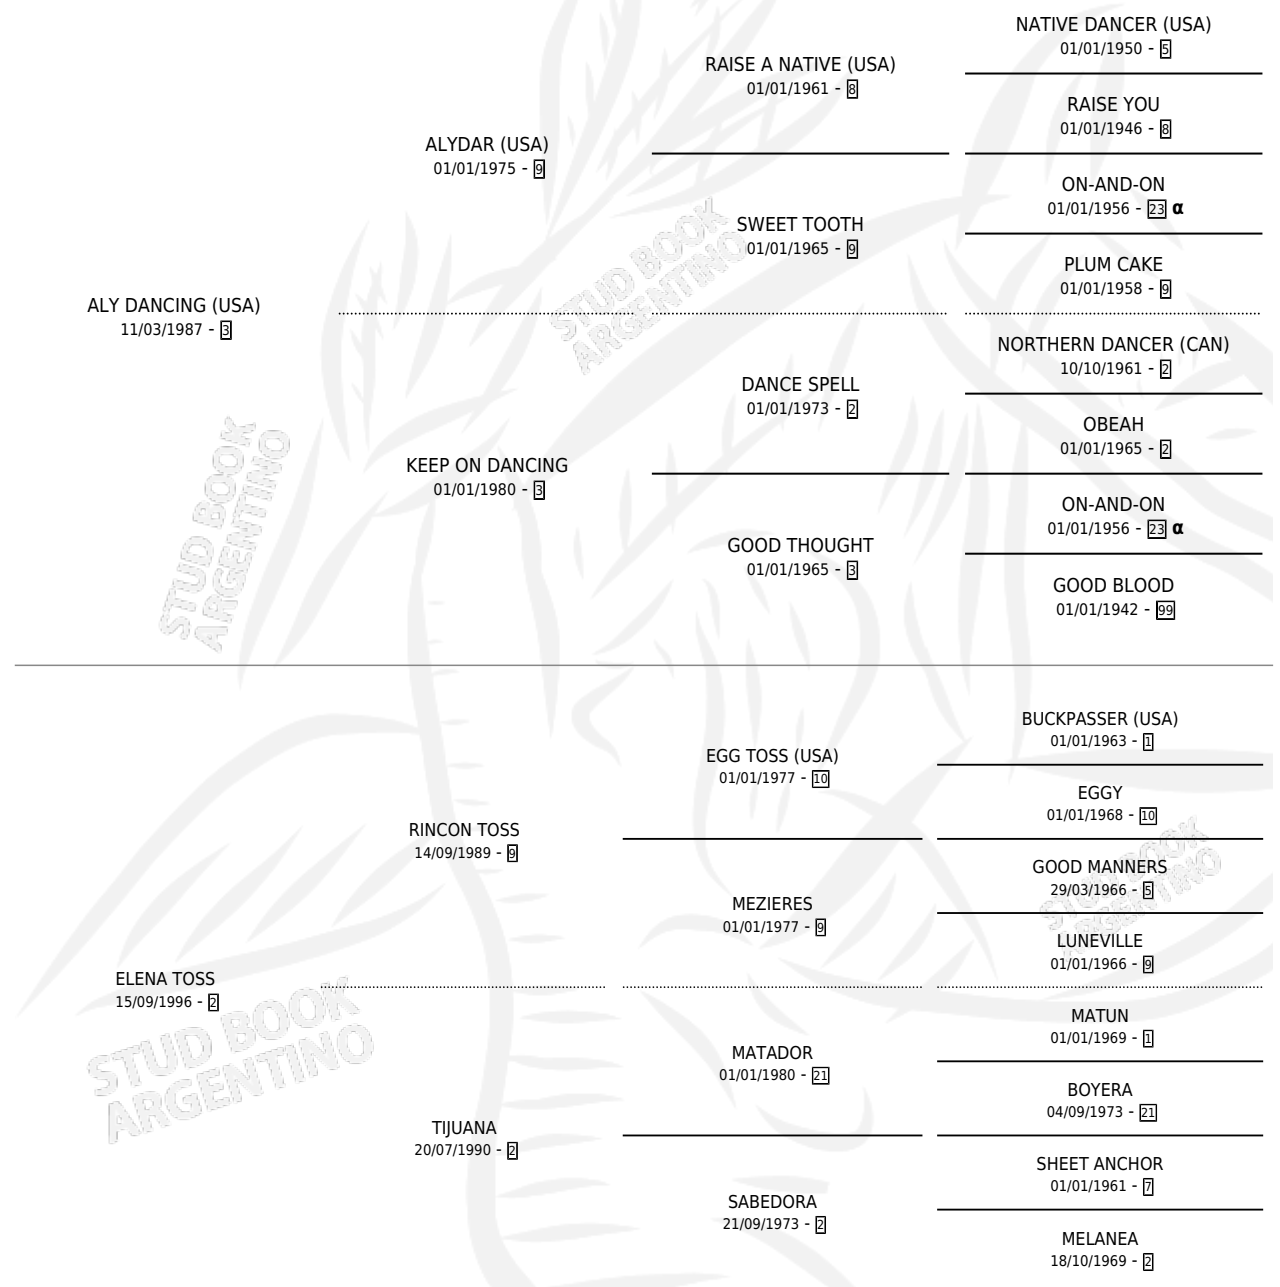 NATIVE DANCER (USA)
01/01/1950 - 5
RAISE A NATIVE (USA)
01/01/1961 - 8
RAISE YOU
01/01/1946 - 8
ALYDAR (USA)
01/01/1975 - 9
ON-AND-ON
01/01/1956 - 23 α
SWEET TOOTH
01/01/1965 - 9
PLUM CAKE
01/01/1958 - 9
ALY DANCING (USA)
11/03/1987 - 3
NORTHERN DANCER (CAN)
10/10/1961 - 2
DANCE SPELL
01/01/1973 - 2
OBEAH
01/01/1965 - 2
KEEP ON DANCING
01/01/1980 - 3
ON-AND-ON
01/01/1956 - 23 α
GOOD THOUGHT
01/01/1965 - 3
GOOD BLOOD
01/01/1942 - 99
BUCKPASSER (USA)
01/01/1963 - 1
EGG TOSS (USA)
01/01/1977 - 10
EGGY
01/01/1968 - 10
RINCON TOSS
14/09/1989 - 9
GOOD MANNERS
29/03/1966 - 5
MEZIERES
01/01/1977 - 9
LUNEVILLE
01/01/1966 - 9
ELENA TOSS
15/09/1996 - 2
MATUN
01/01/1969 - 1
MATADOR
01/01/1980 - 21
BOYERA
04/09/1973 - 21
TIJUANA
20/07/1990 - 2
SHEET ANCHOR
01/01/1961 - 7
SABEDORA
21/09/1973 - 2
MELANEA
18/10/1969 - 2
STUD BOOK
ARGENTINO
STUD BOOK
ARGENTINO
STUD BOOK
ARGENTINO
STUD BOOK
ARGENTINO